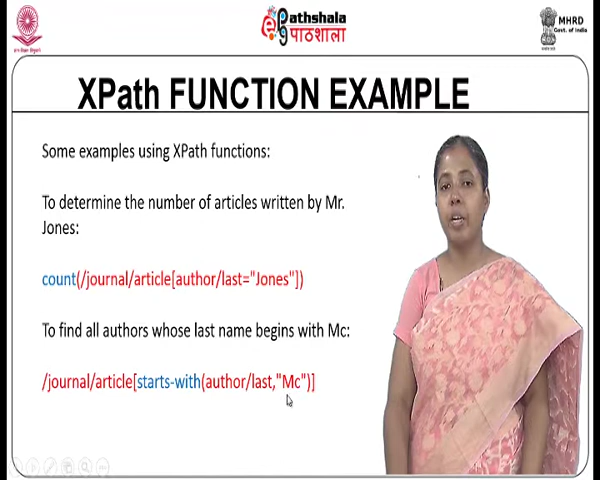 Pathshala
पाठशाला
MHRD
Govt. of India
XPath FUNCTION EXAMPLE
Some examples using XPath functions:
To determine the number of articles written by Mr.
Jones:
count(/journal/article[author/last="Jones"])
To find all authors whose last name begins with Mc:
/journal/article[starts-with(author/last,"Mc")]